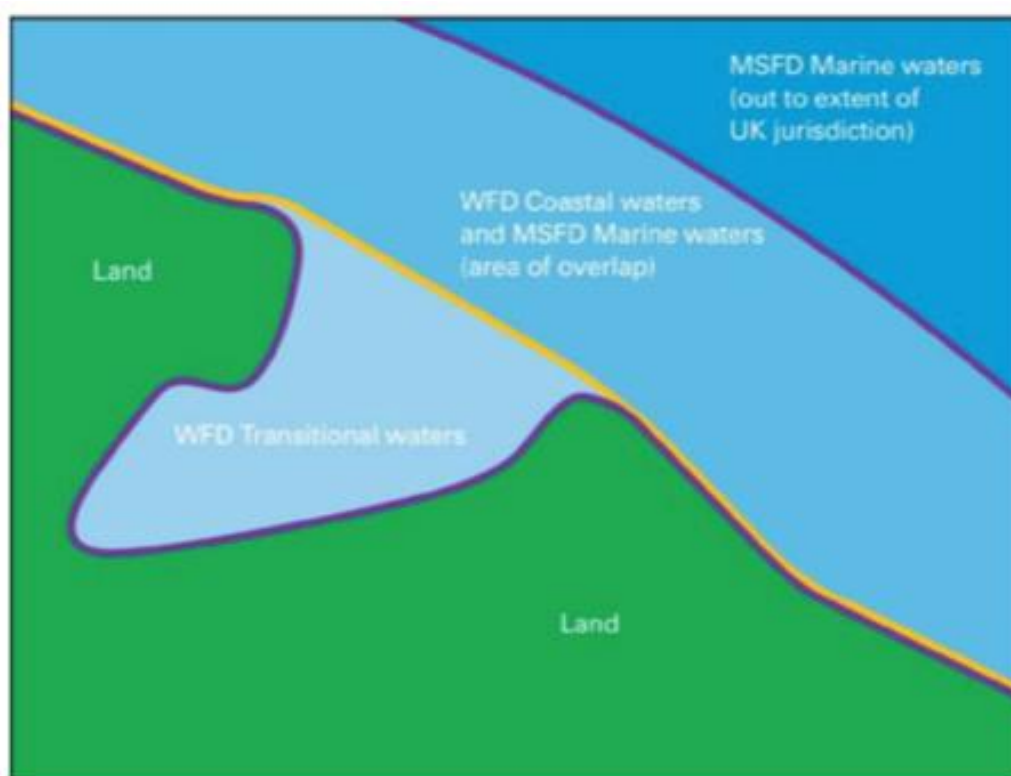 MSFD Marine waters
(out to extent of
UK jurisdiction)
WFD Coastal waters
and MSFD Marine waters
(area of overlap)
Land
WFD Transitional waters
Land